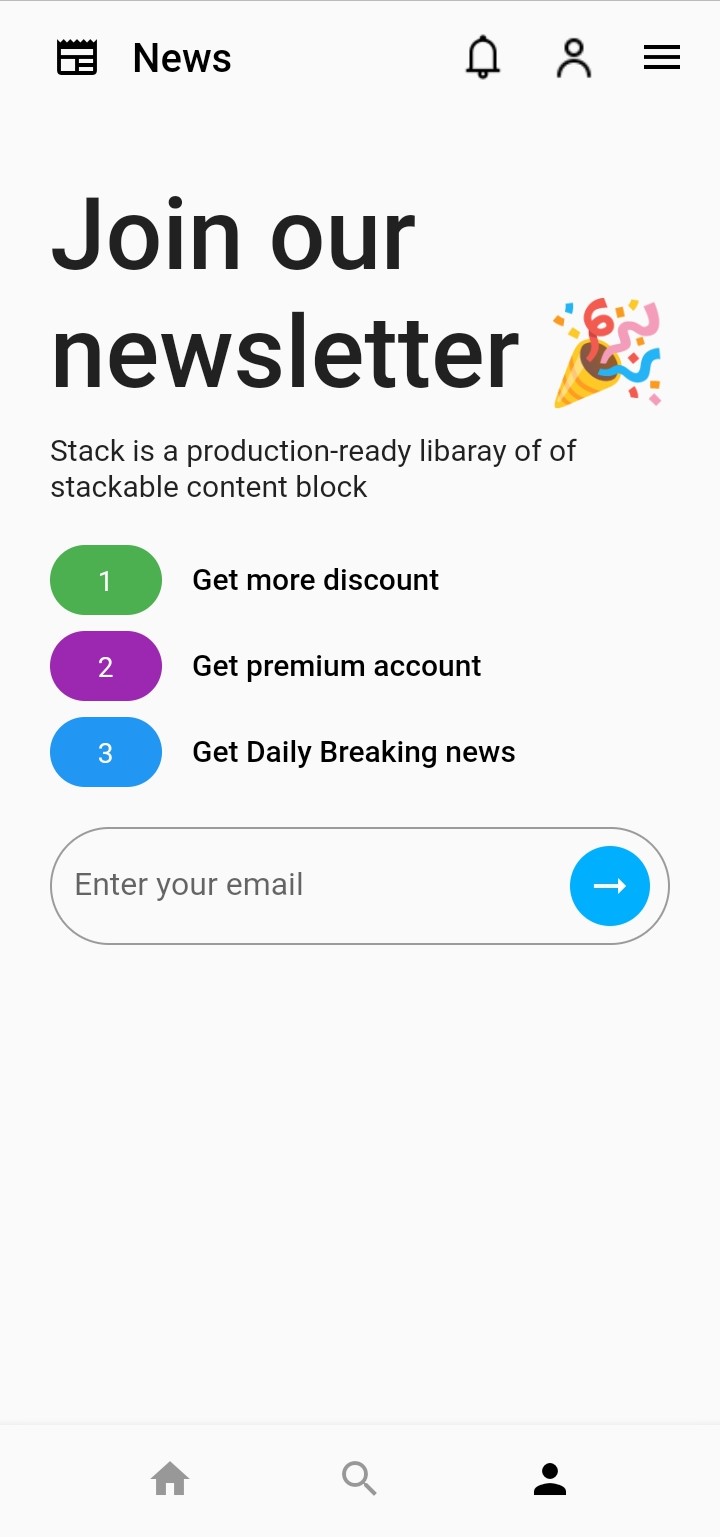 News
Join our
newsletter 🎉
Stack is a production-ready libaray of of
stackable content block
1 Get more discount
2 Get premium account
3 Get Daily Breaking news
Enter your email